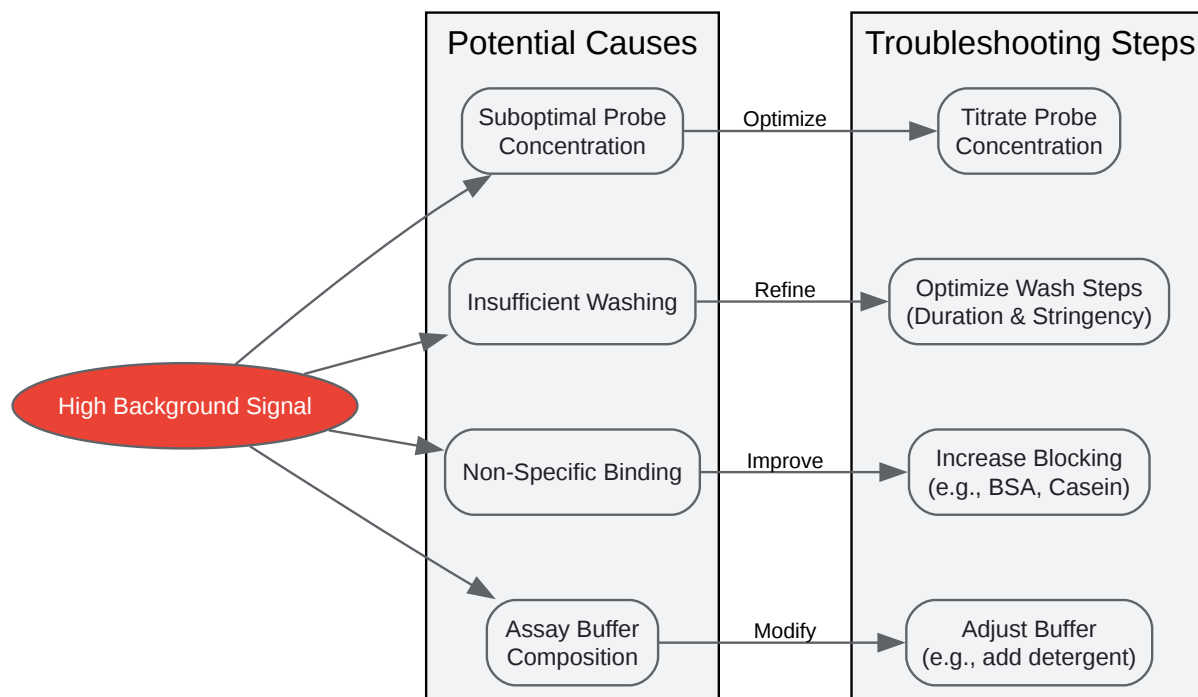 Potential Causes
Troubleshooting Steps
Suboptimal Probe
Concentration
Optimize
Titrate Probe
Concentration
Insufficient Washing
Refine
Optimize Wash Steps
(Duration & Stringency)
High Background Signal
Non-Specific Binding
Improve
Increase Blocking
(e.g., BSA, Casein)
Assay Buffer
Composition
Modify
Adjust Buffer
(e.g., add detergent)